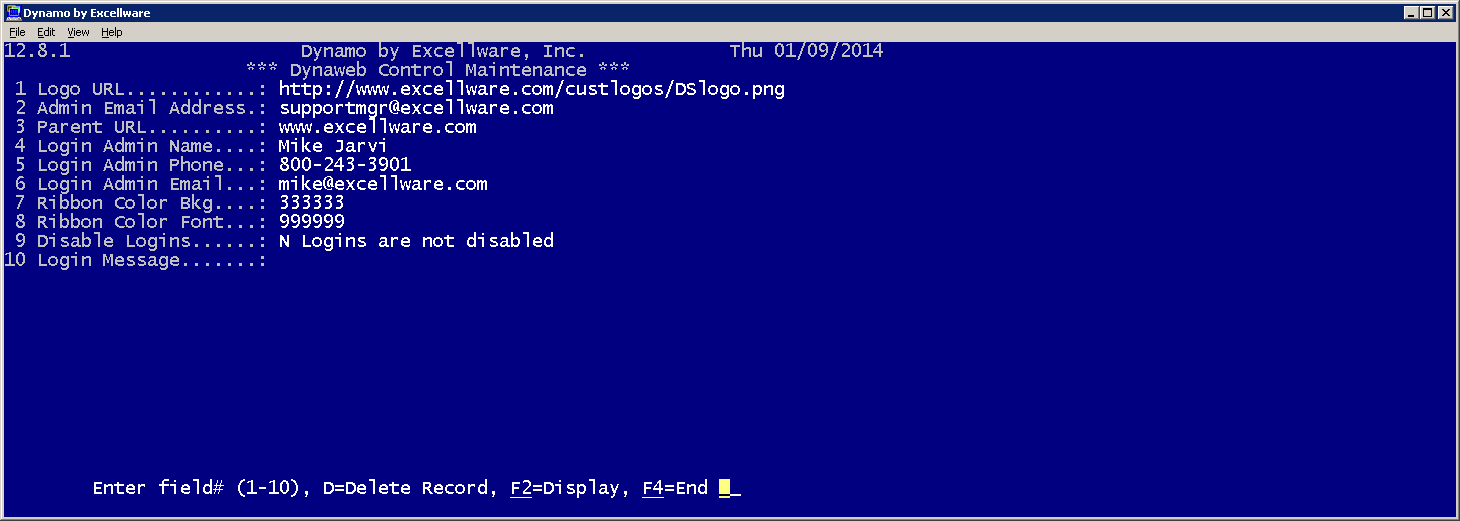 Dynamo by Excellware
File Edit View Help
12.8.1 Dynamo by Excellware, Inc. Thu 01/09/2014
*** Dynaweb Control Maintenance ***
1 Logo URL............: http://www.excellware.com/custlogos/DSlogo.png
2 Admin Email Address.: supportmgr@excellware.com
3 Parent URL..........: www.excellware.com
4 Login Admin Name....: Mike Jarvi
5 Login Admin Phone...: 800-243-3901
6 Login Admin Email...: mike@excellware.com
7 Ribbon Color Bkg....: 333333
8 Ribbon Color Font...: 999999
9 Disable Logins......: N Logins are not disabled
10 Login Message.......:
Enter field# (1-10), D=Delete Record, F2=Display, F4=End